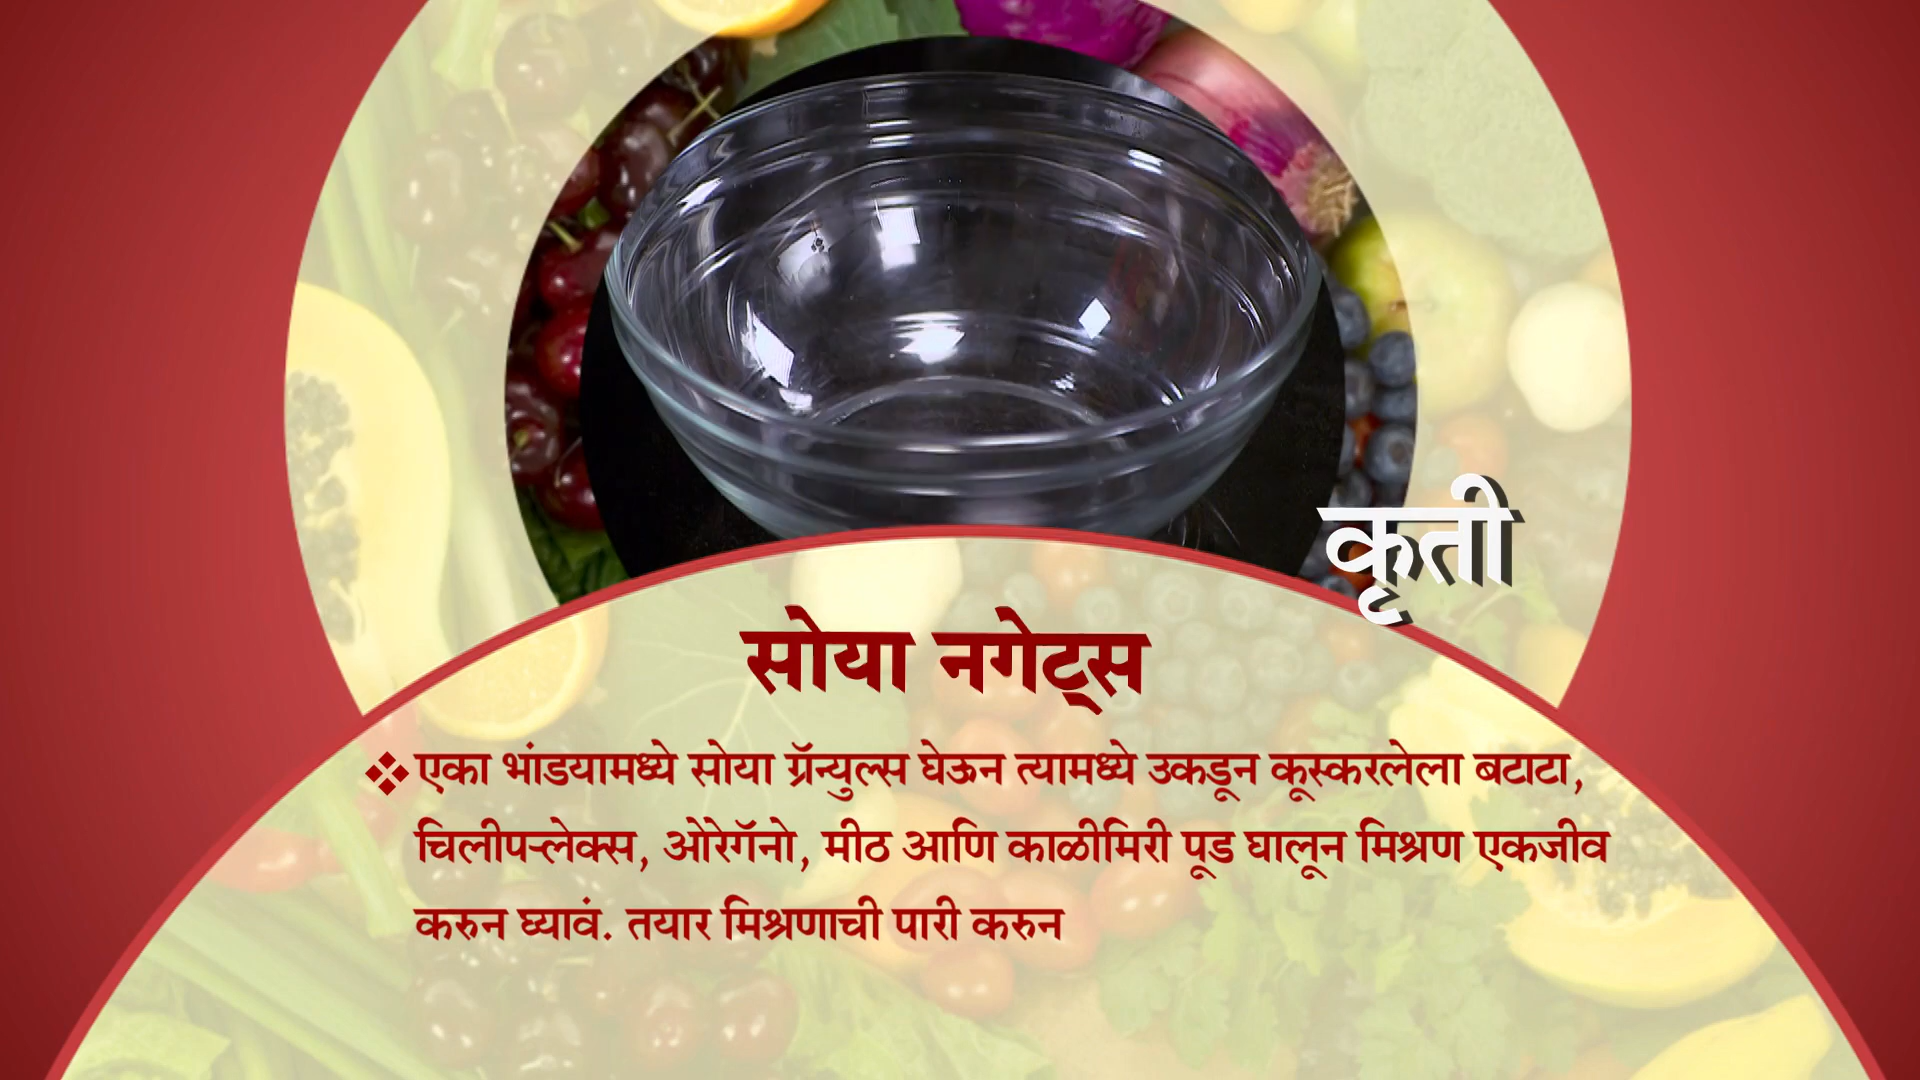 कृती
सोया नगेट्स
एका भांडयामध्ये सोया ग्रॅन्युल्स घेऊन त्यामध्ये उकडून कूस्करलेला बटाटा,
चिलीफ्लेक्स, ओरेगॅनो, मीठ आणि काळीमिरी पूड घालून मिश्रण एकजीव
करुन घ्यावं. तयार मिश्रणाची पारी करुन